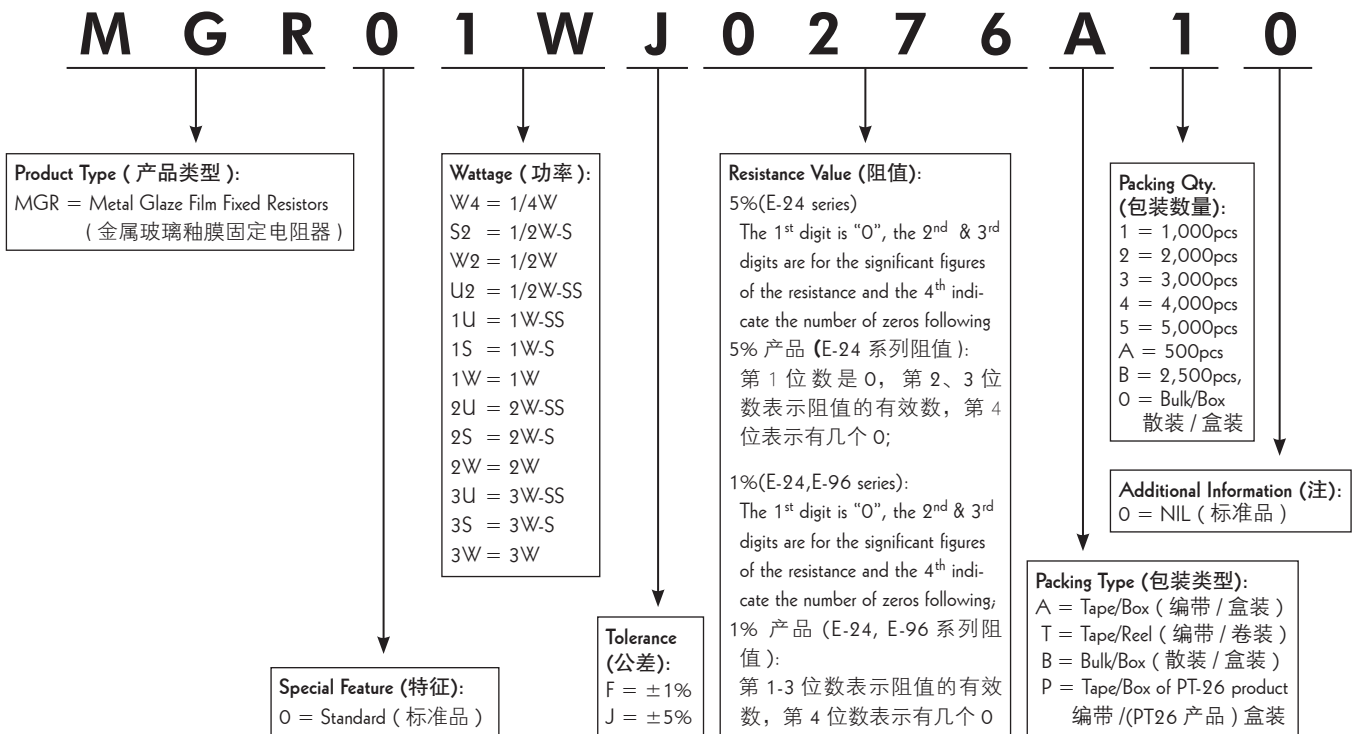 M G R 0 1 W J 0 2 7 6 A 1 0
Product Type ( 产品类型 ):
MGR = Metal Glaze Film Fixed Resistors
( 金属玻璃釉膜固定电阻器 )
Special Feature (特征):
0 = Standard ( 标准品 )
Wattage ( 功率 ):
W4 = 1/4W
S2 = 1/2W-S
W2 = 1/2W
U2 = 1/2W-SS
1U = 1W-SS
1S = 1W-S
1W = 1W
2U = 2W-SS
2S = 2W-S
2W = 2W
3U = 3W-SS
3S = 3W-S
3W = 3W
Tolerance
(公差):
F = ±1%
J = ±5%
Resistance Value (阻值):
5%(E-24 series)
The 1st digit is “0”, the 2nd & 3rd
digits are for the significant figures
of the resistance and the 4th indi-
cate the number of zeros following
5% 产品 (E-24 系列阻值 ):
第 1 位数是 0，第 2、3 位
数表示阻值的有效数，第 4
位表示有几个 0;
1%(E-24,E-96 series):
The 1st digit is “0”, the 2nd & 3rd
digits are for the significant figures
of the resistance and the 4th indi-
cate the number of zeros following;
1% 产品 (E-24, E-96 系列阻
值 ):
第 1-3 位数表示阻值的有效
数，第 4 位数表示有几个 0
Packing Type (包装类型):
A = Tape/Box ( 编带 / 盒装 )
T = Tape/Reel ( 编带 / 卷装 )
B = Bulk/Box ( 散装 / 盒装 )
P = Tape/Box of PT-26 product
编带 /(PT26 产品 ) 盒装
Packing Qty.
(包装数量):
1 = 1,000pcs
2 = 2,000pcs
3 = 3,000pcs
4 = 4,000pcs
5 = 5,000pcs
A = 500pcs
B = 2,500pcs,
0 = Bulk/Box
散装 / 盒装
Additional Information (注):
0 = NIL ( 标准品 )